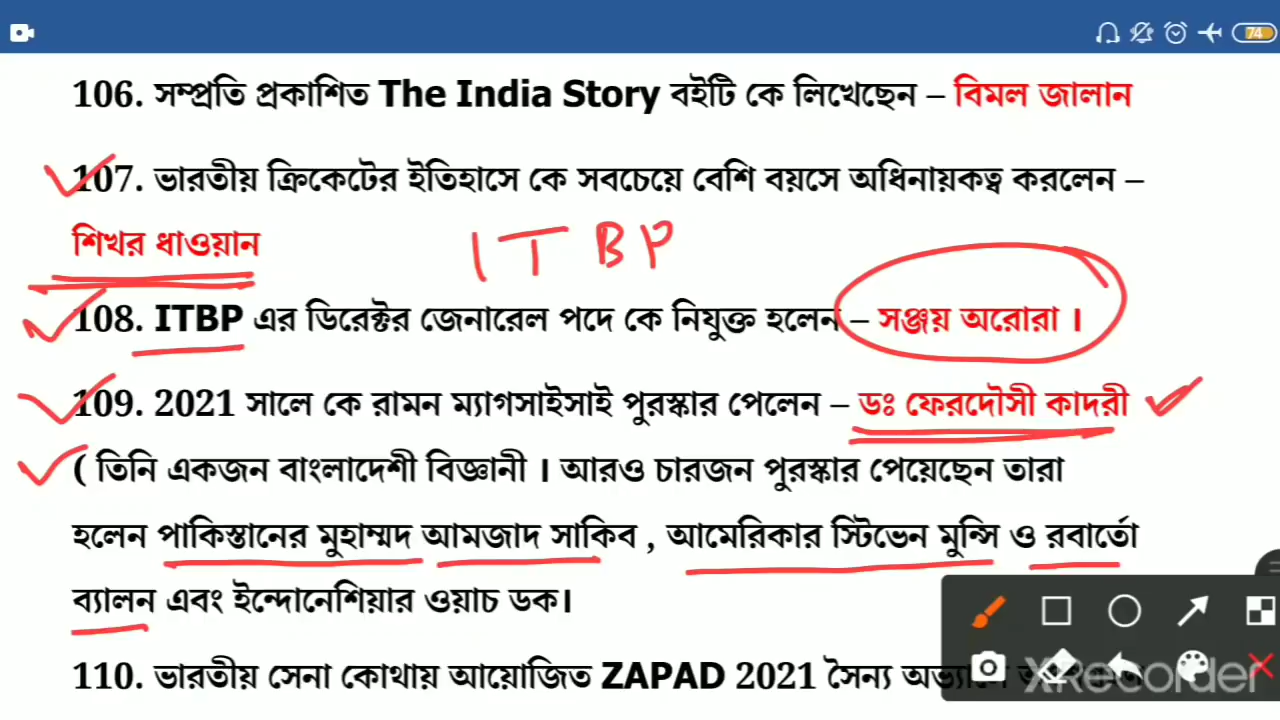 74
106. সম্প্রতি প্রকাশিত The India Story বইটি কে লিখেছেন – বিমল জালান
107. ভারতীয় ক্রিকেটের ইতিহাসে কে সবচেয়ে বেশি বয়সে অধিনায়কত্ব করলেন –
শিখর ধাওয়ান
ITBP
108. ITBP এর ডিরেক্টর জেনারেল পদে কে নিযুক্ত হলেন – সঞ্জয় অরোরা ।
109. 2021 সালে কে রামন ম্যাগসাইসাই পুরস্কার পেলেন – ডঃ ফেরদৌসী কাদরী
( তিনি একজন বাংলাদেশী বিজ্ঞানী । আরও চারজন পুরস্কার পেয়েছেন তারা
হলেন পাকিস্তানের মুহাম্মদ আমজাদ সাকিব , আমেরিকার স্টিভেন মুন্সি ও রবার্তো
ব্যালন এবং ইন্দোনেশিয়ার ওয়াচ ডক।
110. ভারতীয় সেনা কোথায় আয়োজিত ZAPAD 2021 সৈন্য
XRecorder